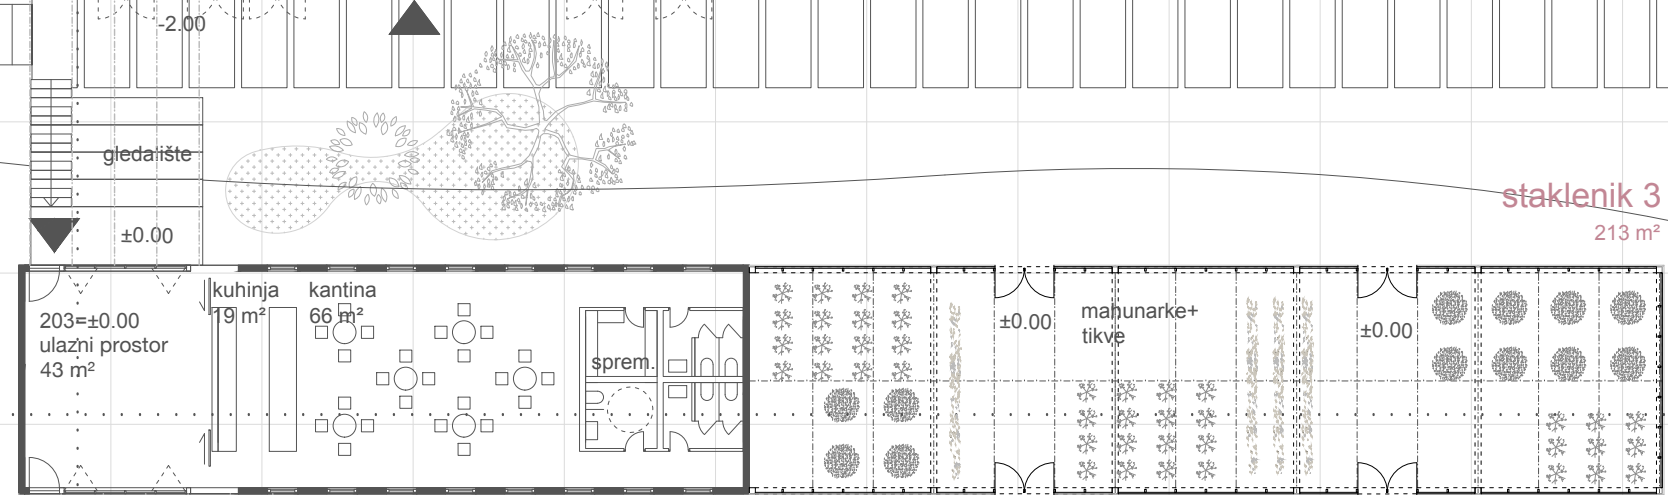 -2.00
gledalište
±0.00
staklenik 3
213 m²
kuhinja
19 m²
kantina
66 m²
203=±0.00
ulazni prostor
43 m²
sprem.
±0.00
mahunarke+
tikve
±0.00